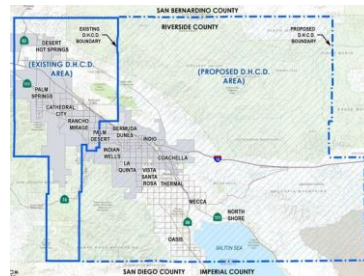 SAN BERNARDINO COUNTY
RIVERSIDE COUNTY
EXISTING
D.H.C.D.
BOUNDARY
PROPOSED
D.H.C.D.
BOUNDARY
DESERT
HOT SPRINGS
(EXISTING D.H.C.D.
AREA)
(PROPOSED D.H.C.D.
AREA)
PALM
SPRINGS
CATHEDRAL
CITY
RANCHO
MIRAGE
PALM
DESERT
BERMUDA
DUNES
INDIO
INDIAN
WELLS
COACHELLA
LA
QUINTA
VISTA
SANTA
ROSA
THERMAL
MECCA
NORTH
SHORE
OASIS
SALTON SEA
SAN DIEGO COUNTY
IMPERIAL COUNTY